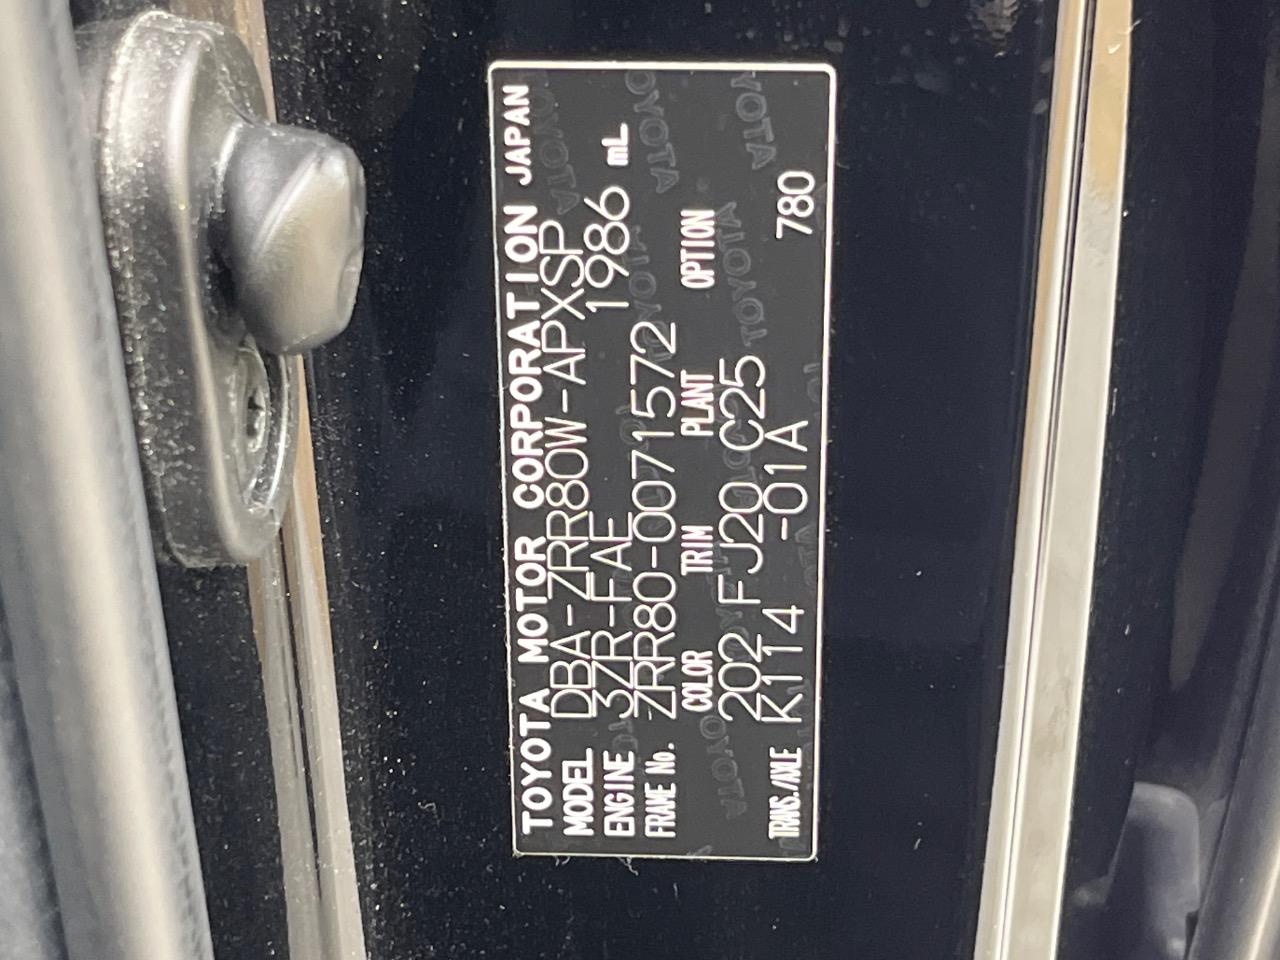 TOYOTA MOTOR CORPORATION JAPAN
MODEL DBA-ZRR80W-APXSP
ENGINE 3ZR-FAE 1986 mL
FRAME No. ZRR80-0071572
COLOR TRIM PLANT OPTION
202 FJ20 C25
TRANS./AXLE K114 -01A 780